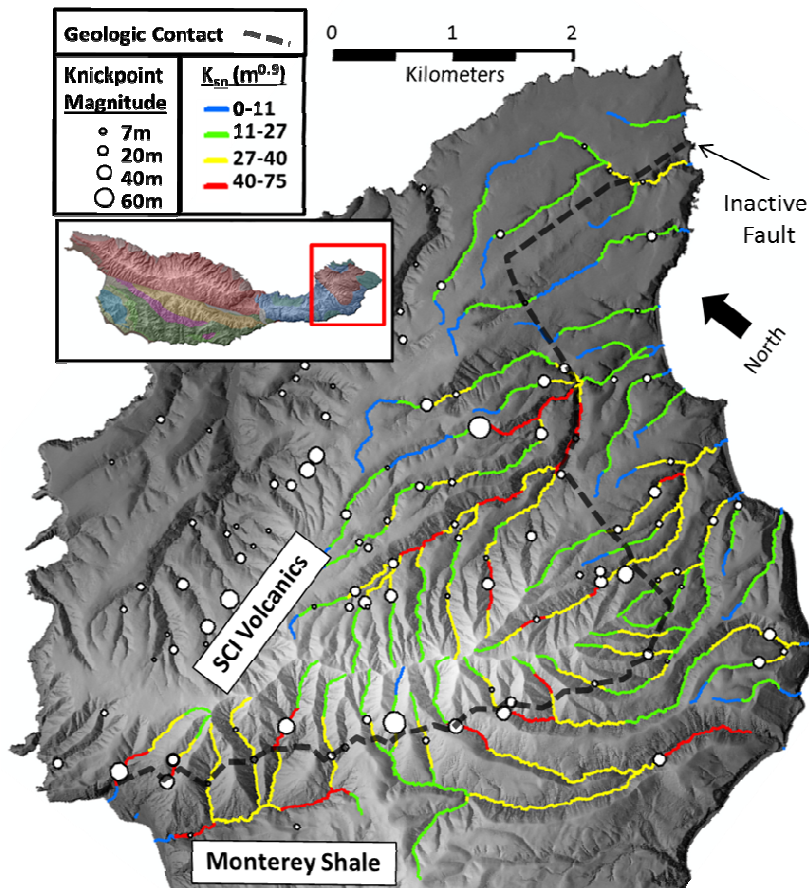 Geologic Contact
Knickpoint
Magnitude
7m
20m
40m
60m
Ksn (m0.9)
0-11
11-27
27-40
40-75
0 1 2
Kilometers
Inactive
Fault
North
SCI Volcanics
Monterey Shale